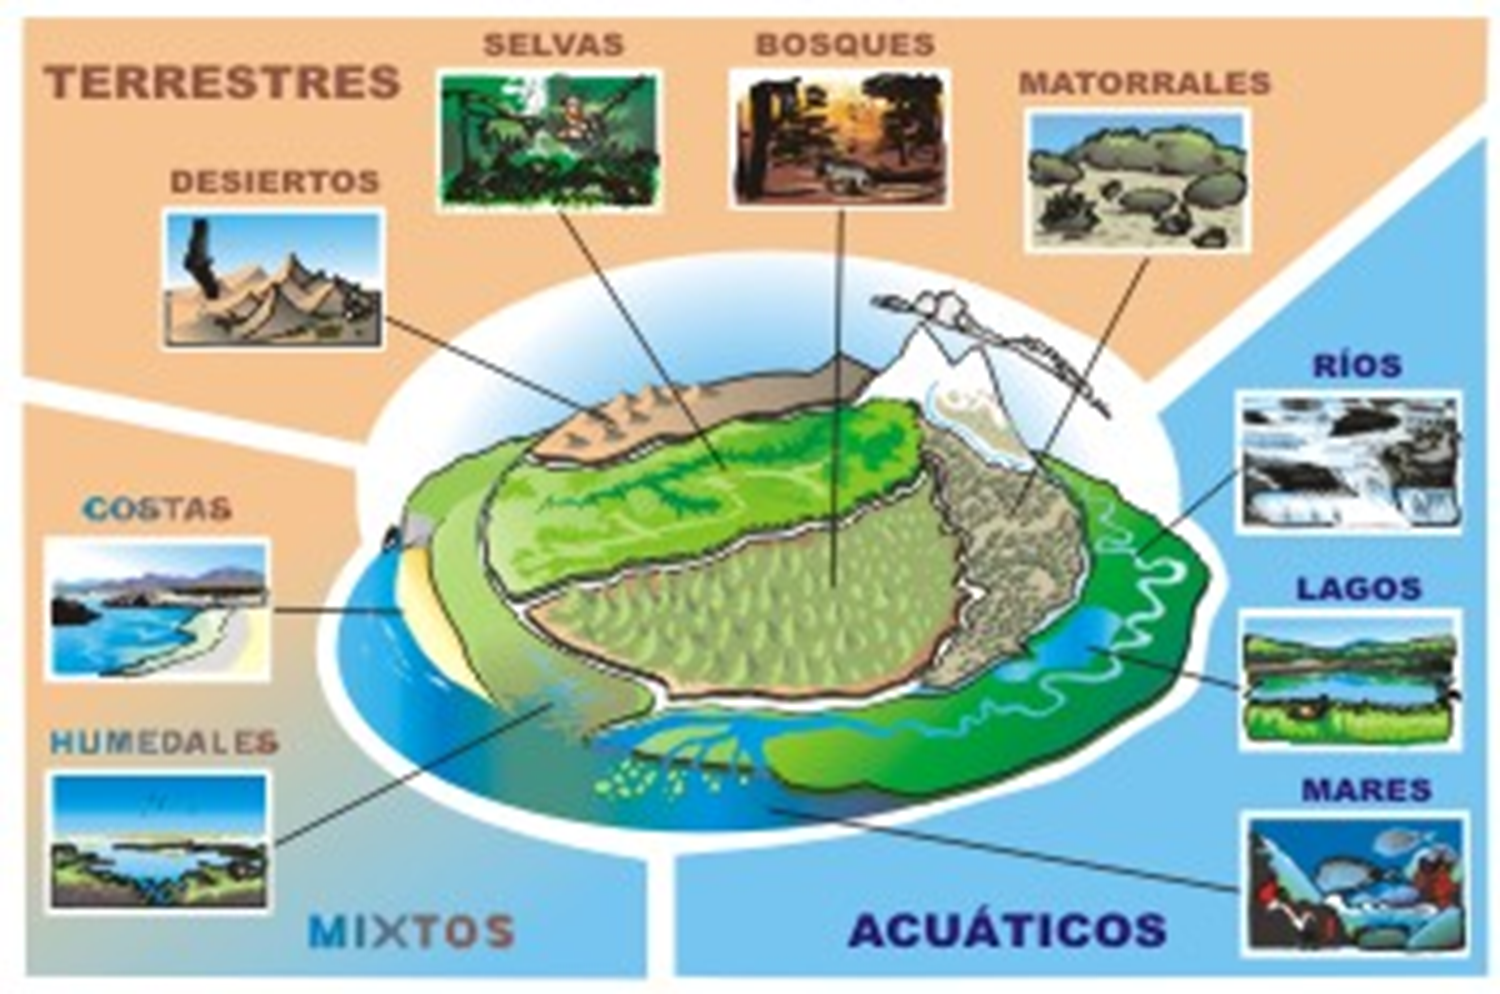 TERRESTRES
SELVAS
BOSQUES
MATORRALES
DESIERTOS
RÍOS
COSTAS
LAGOS
HUMEDALES
MARES
MIXTOS
ACUÁTICOS